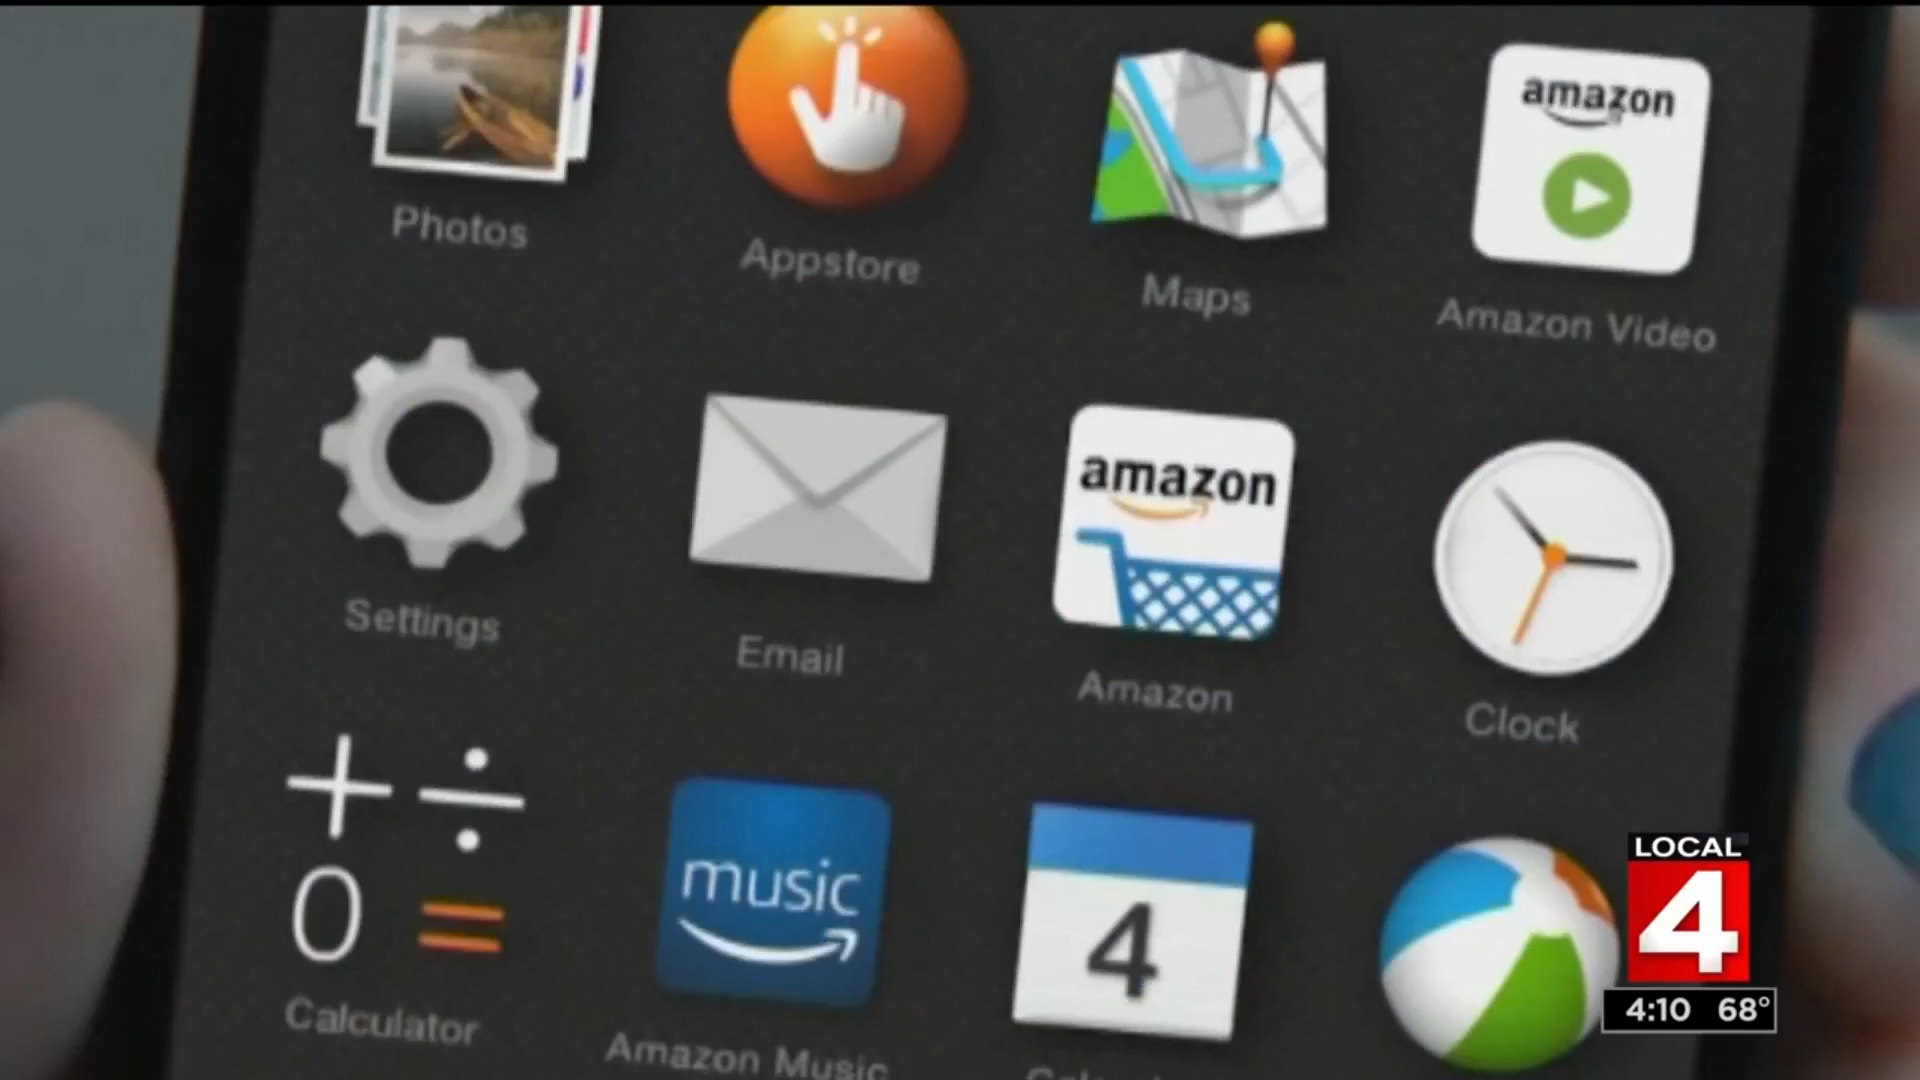 amazon
Photos
Appstore
Maps
Amazon Video
amazon
Settings
Email
Amazon
Clock
+ ÷
0 =
music
4
Calculator
Amazon Music
LOCAL
4
4:10 68°